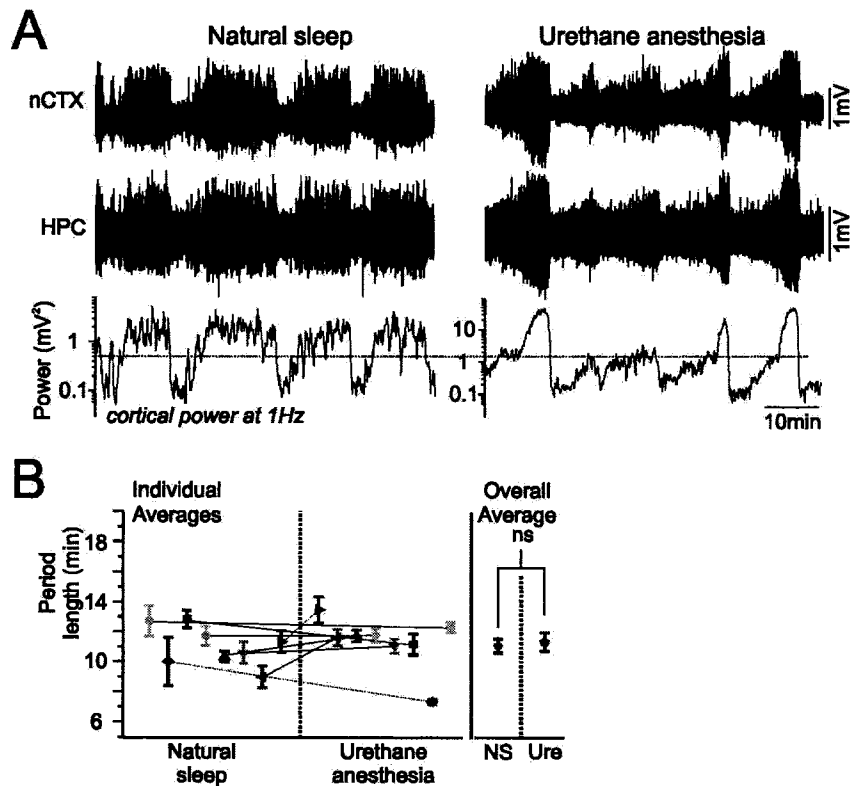 A
Natural sleep
Urethane anesthesia
nCTX
1mV
HPC
1mV
Power (mV²)
1
0.1
10
1
0.1
cortical power at 1Hz
10min
B
Individual
Averages
Overall
Average
ns
Period
length (min)
18
14
10
6
Natural
sleep
Urethane
anesthesia
NS
Ure